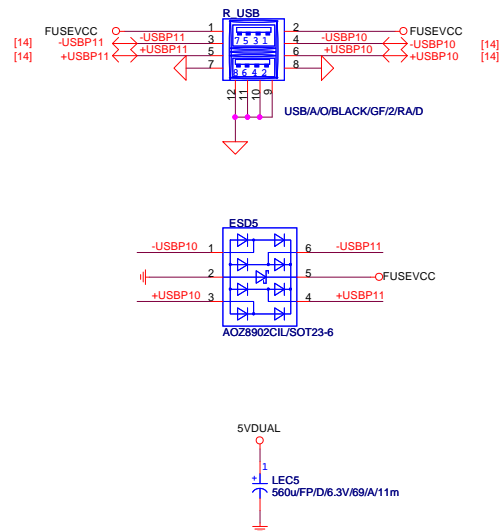 R_USB
FUSEVCC 1 2 FUSEVCC
[14] -USBP11 -USBP11 3 7 5 3 1 4 -USBP10 -USBP10 [14]
[14] +USBP11 +USBP11 5 6 +USBP10 +USBP10 [14]
7 8 6 4 2 8
12 11 10 9
USB/A/O/BLACK/GF/2/RA/D
ESD5
-USBP10 1 6 -USBP11
2 5 FUSEVCC
+USBP10 3 4 +USBP11
AOZ8902CIL/SOT23-6
5VDUAL
1
+ LEC5
560u/FP/D/6.3V/69/A/11m